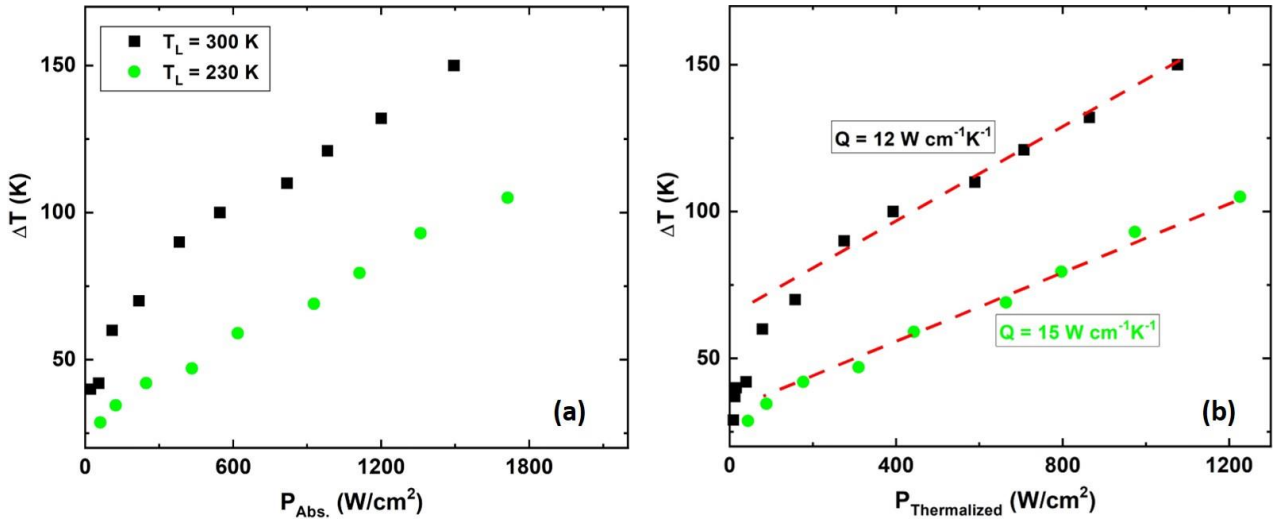 T_L = 300 K
T_L = 230 K
150
100
50
ΔT (K)
0
600
1200
1800
P_Abs. (W/cm²)
(a)
150
100
50
ΔT (K)
Q = 12 W cm⁻¹K⁻¹
Q = 15 W cm⁻¹K⁻¹
0
400
800
1200
P_Thermalized (W/cm²)
(b)